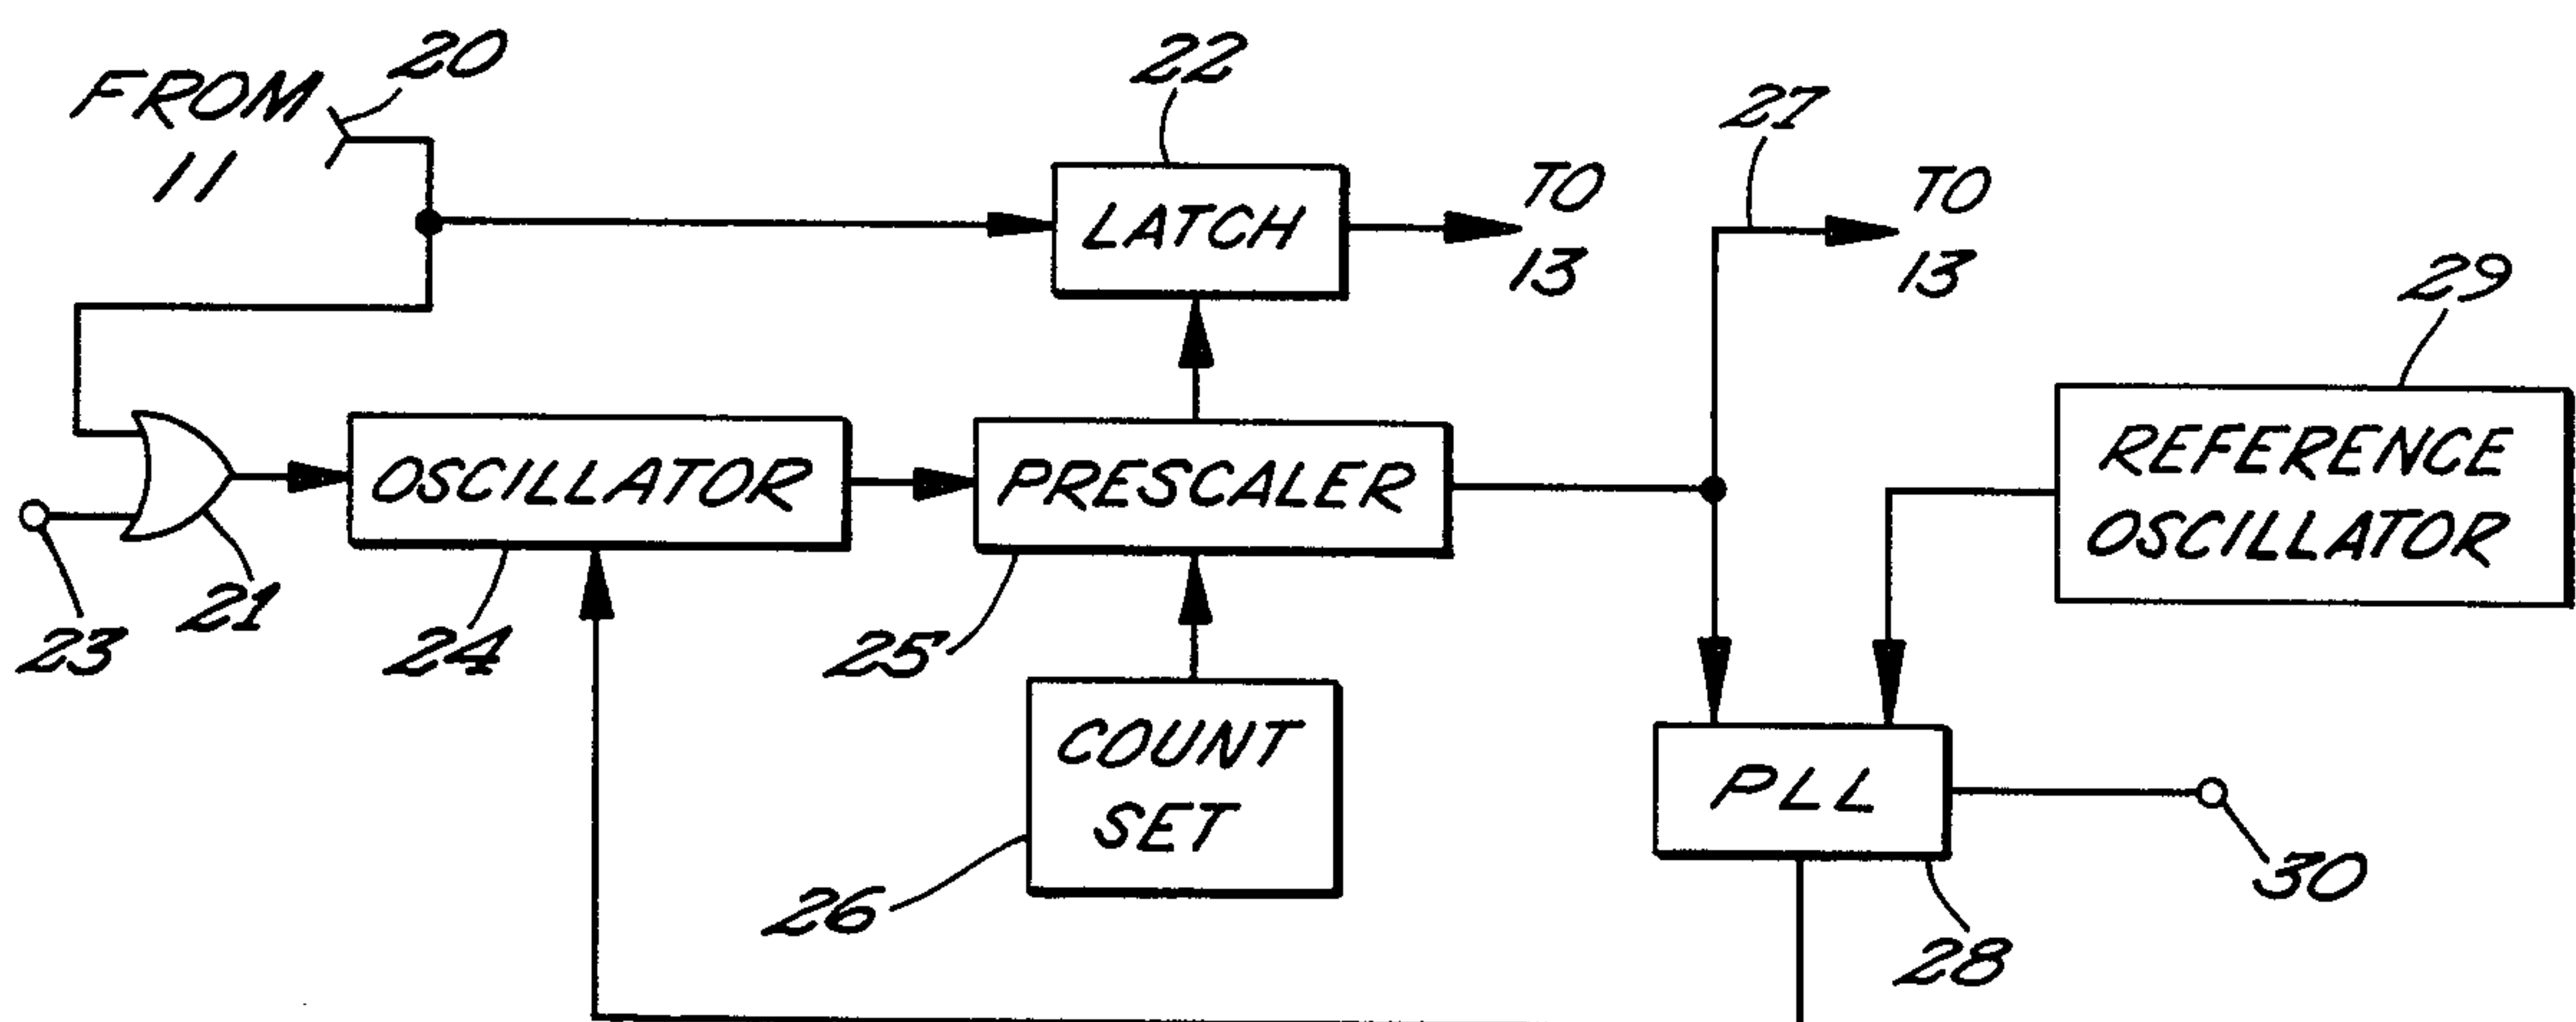 FROM
11
20
22
LATCH
TO
13
27
TO
13
29
REFERENCE
OSCILLATOR
OSCILLATOR
PRESCALER
23
21
24
25
COUNT
SET
26
PLL
30
28